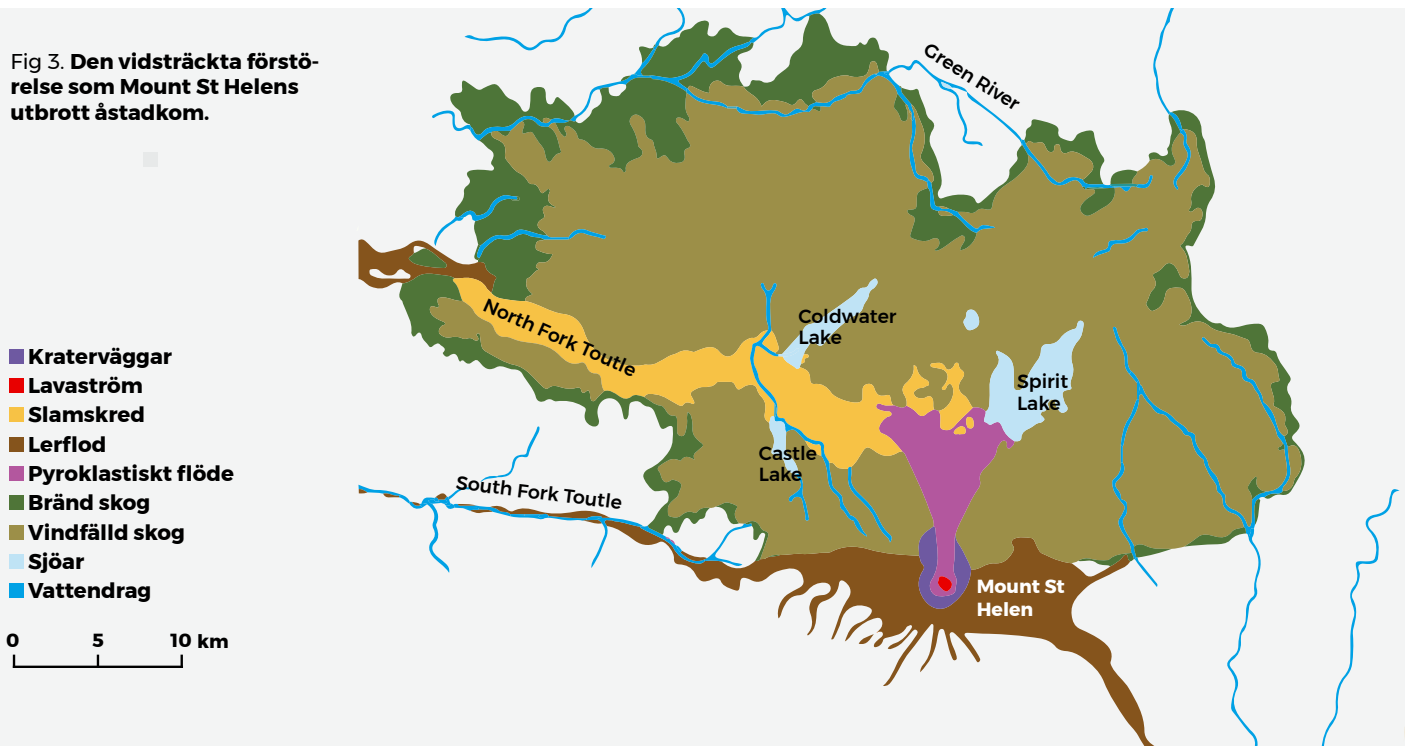 Fig 3. Den vidsträckta förstö-
relse som Mount St Helens
utbrott åstadkom.
Green River
North Fork Toutle
Coldwater
Lake
Spirit
Lake
Castle
Lake
South Fork Toutle
Mount St
Helen
Kraterväggar
Lavaström
Slamskred
Lerflod
Pyroklastiskt flöde
Bränd skog
Vindfälld skog
Sjöar
Vattendrag
0 5 10 km